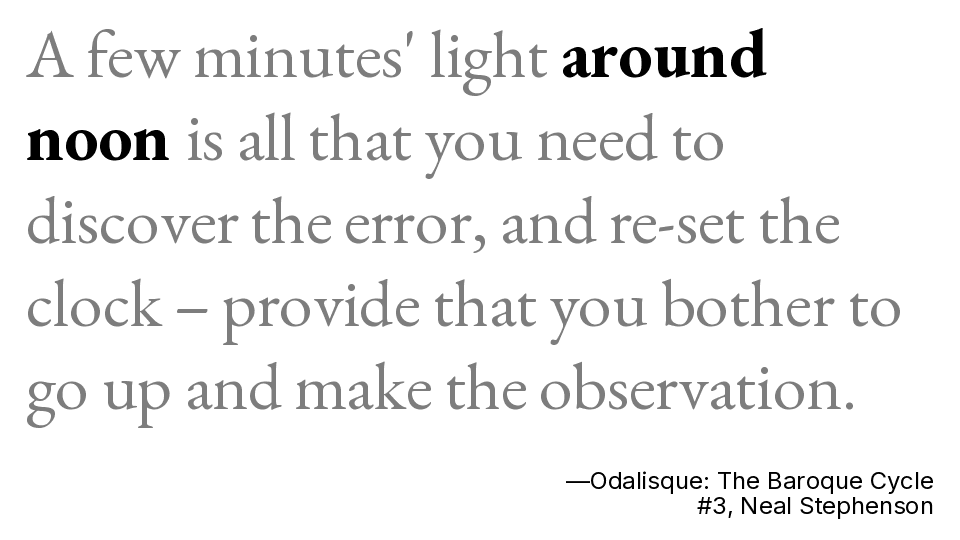 A few minutes' light around
noon is all that you need to
discover the error, and re-set the
clock – provide that you bother to
go up and make the observation.
—Odalisque: The Baroque Cycle
#3, Neal Stephenson